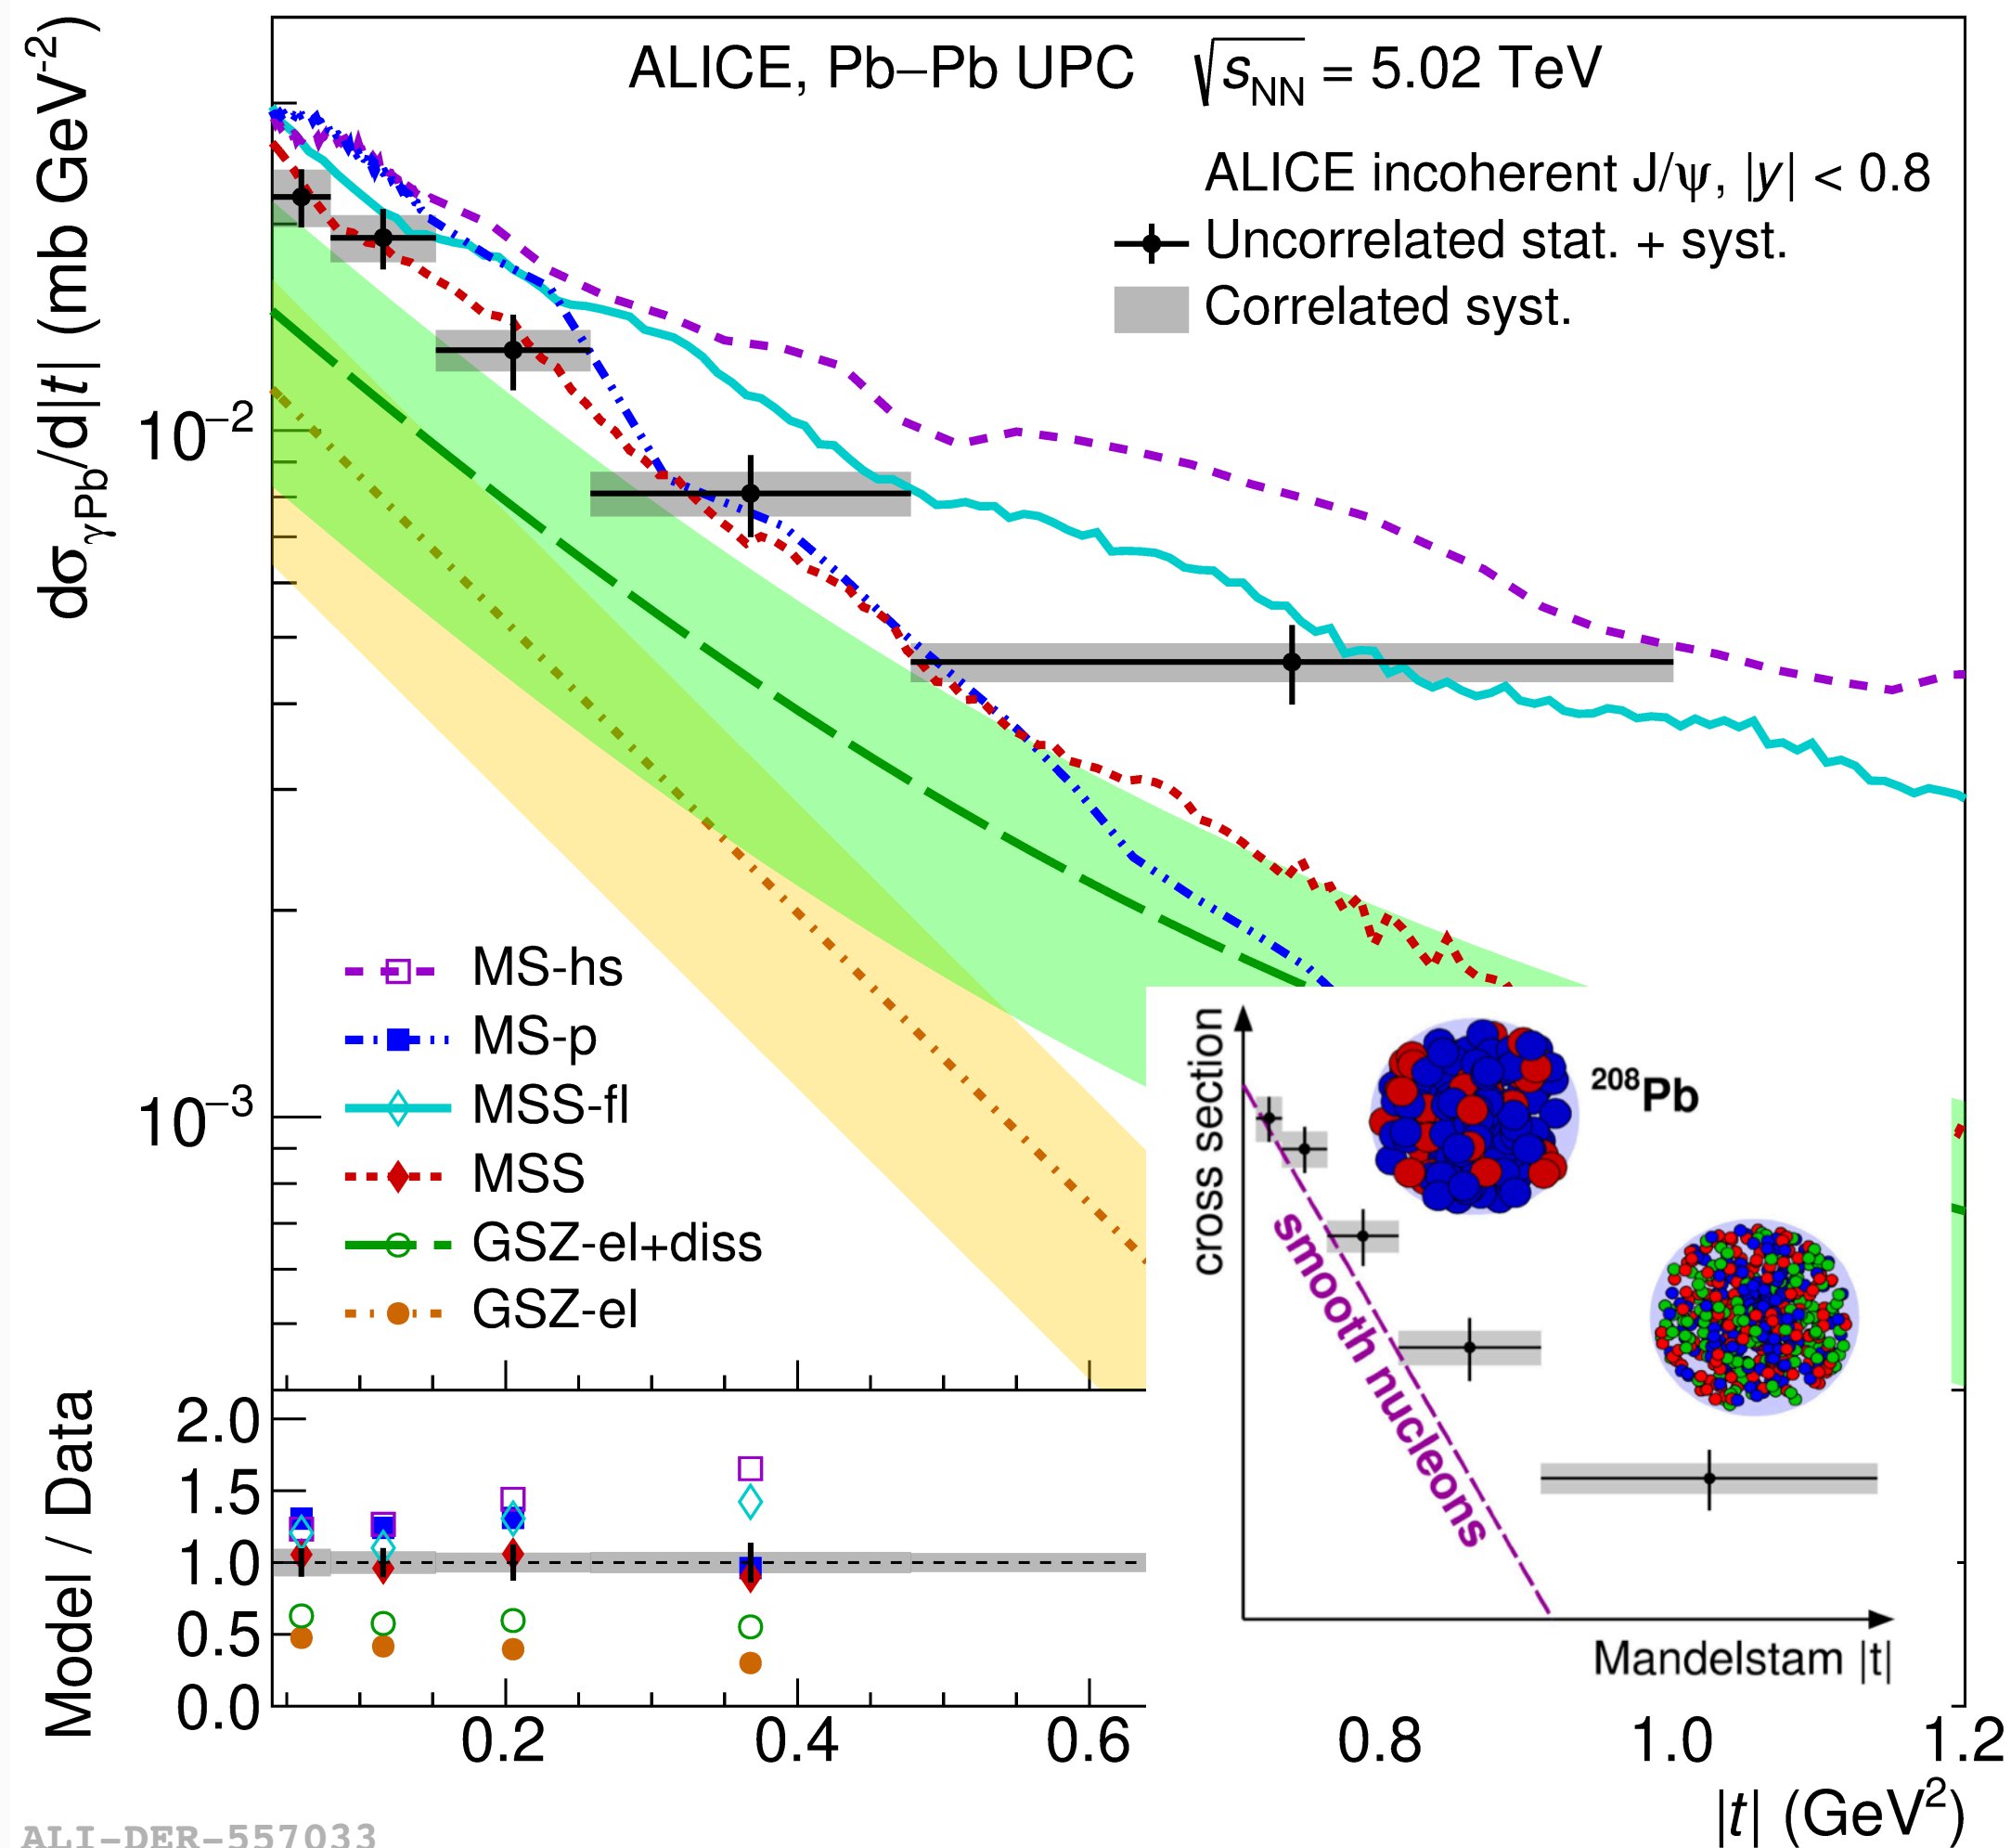 ALICE, Pb–Pb UPC √s_NN = 5.02 TeV
ALICE incoherent J/ψ, |y| < 0.8
Uncorrelated stat. + syst.
Correlated syst.
dσ_γPb/d|t| (mb GeV⁻²)
10⁻²
10⁻³
MS-hs
MS-p
MSS-fl
MSS
GSZ-el+diss
GSZ-el
cross section
²⁰⁸Pb
smooth nucleons
Mandelstam |t|
Model / Data
2.0
1.5
1.0
0.5
0.0
0.2 0.4 0.6 0.8 1.0 1.2
|t| (GeV²)
ALI-DER-557033